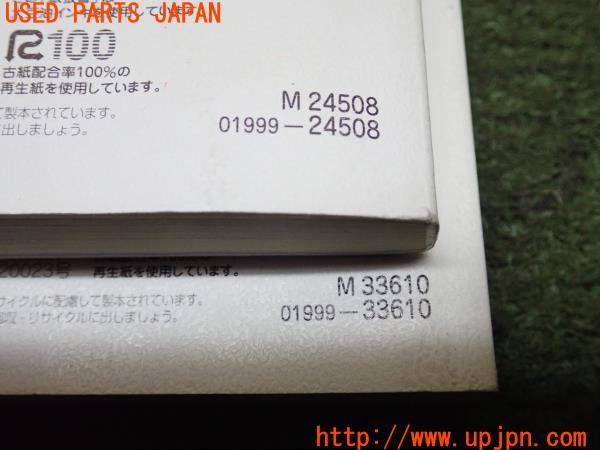 USED PARTS JAPAN
R100
古紙配合率100%の
再生紙を使用しています。
て製本されています。
に出しましょう。
M 24508
01999-24508
20023号
再生紙を使用しています。
サイクルに配慮して製本されています。
回収・リサイクルに出しましょう。
M 33610
01999-33610
http://www.upjpn.com/